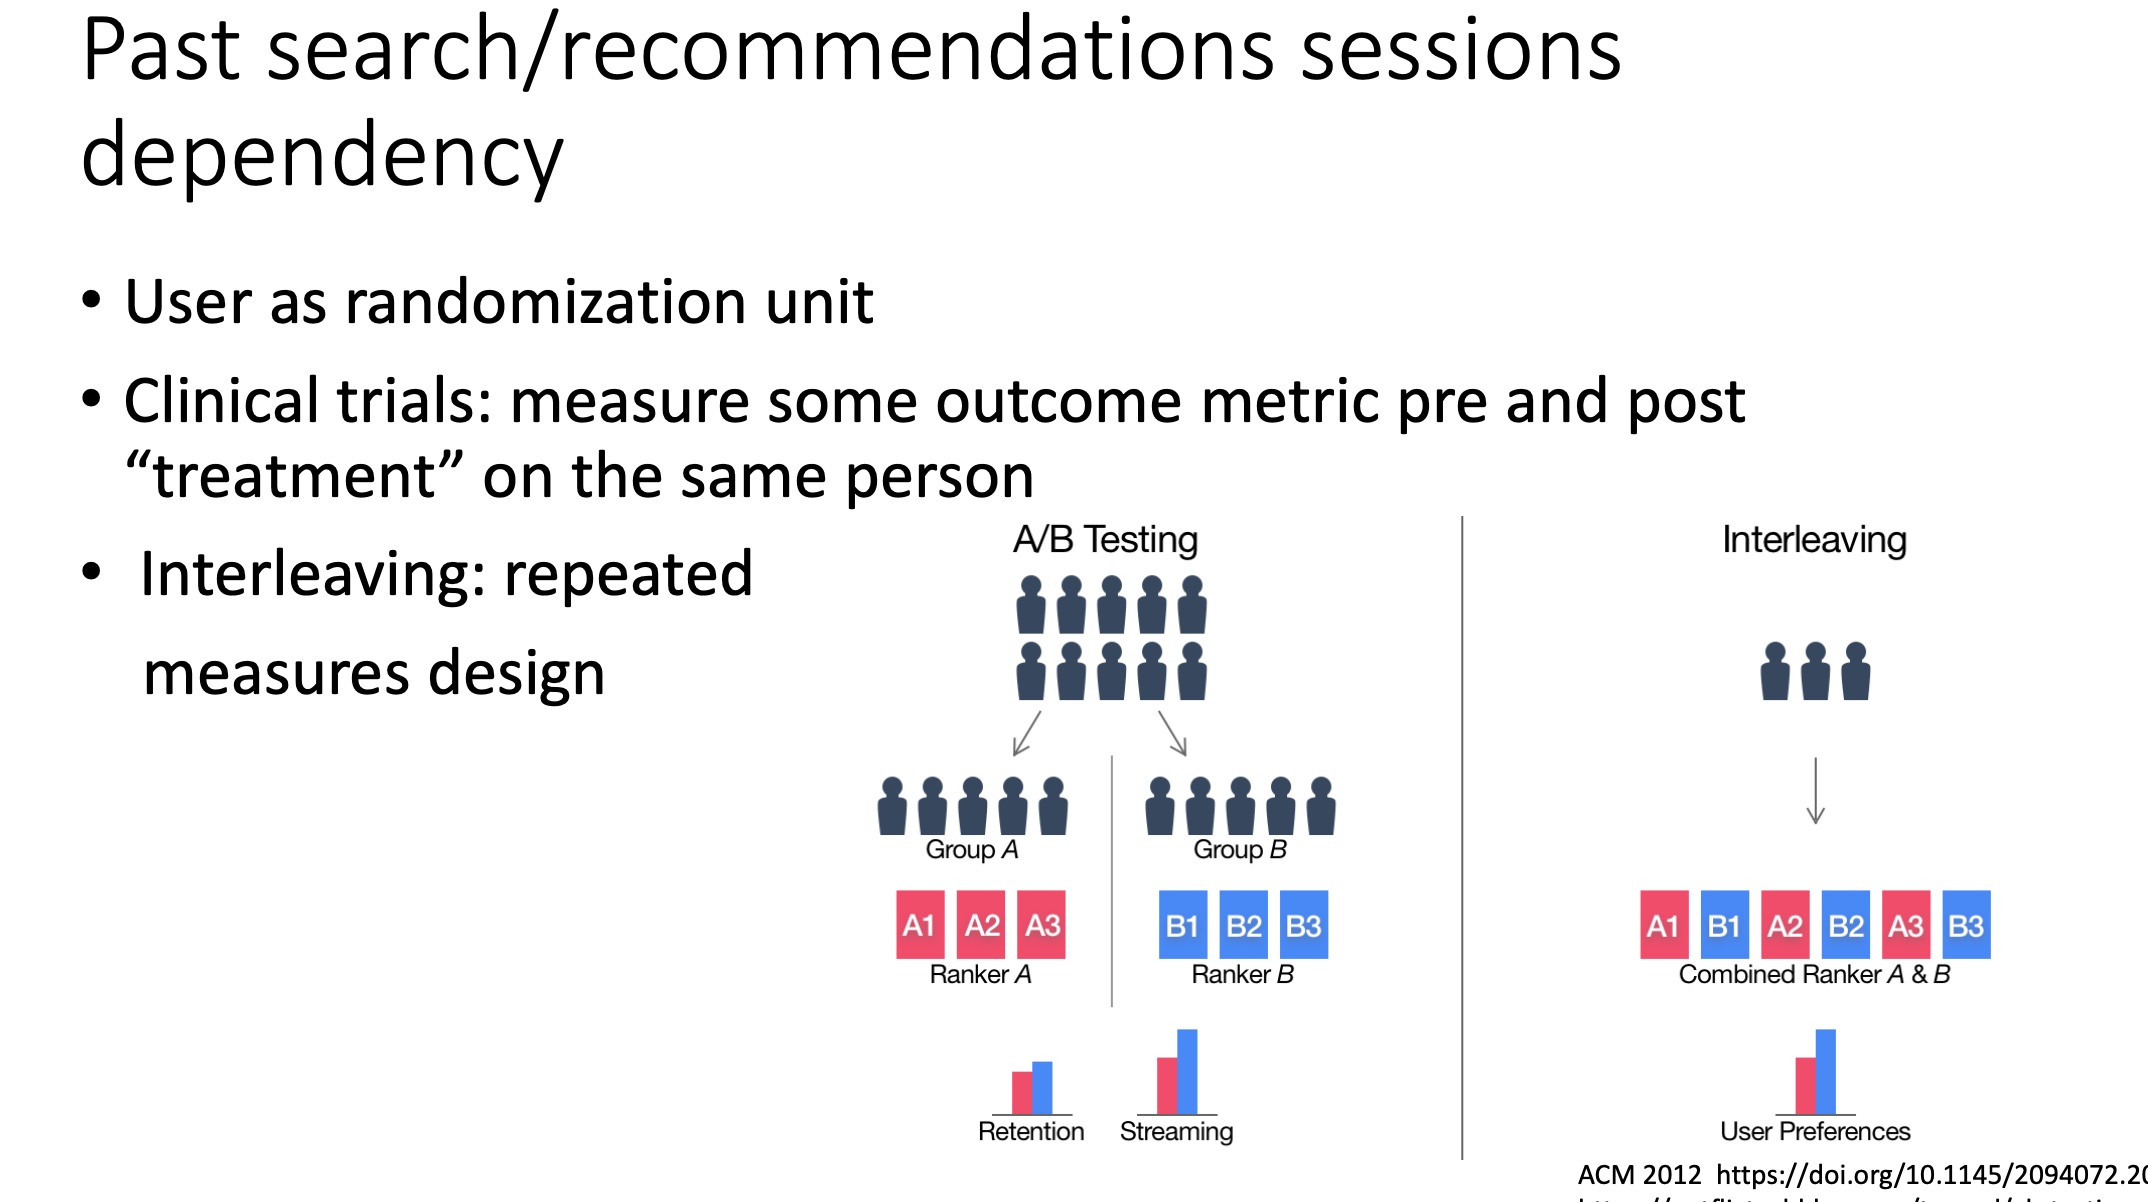 Past search/recommendations sessions
dependency
• User as randomization unit
• Clinical trials: measure some outcome metric pre and post
“treatment” on the same person
• Interleaving: repeated
measures design
A/B Testing
Group A
Group B
A1 A2 A3
B1 B2 B3
Ranker A
Ranker B
Retention
Streaming
Interleaving
A1 B1 A2 B2 A3 B3
Combined Ranker A & B
User Preferences
ACM 2012 https://doi.org/10.1145/2094072.20